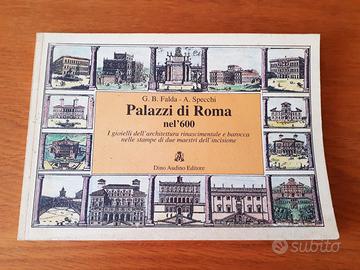 G. B. Falda - A. Specchi
Palazzi di Roma
nel'600
I gioielli dell'architettura rinascimentale e barocca
nelle stampe di due maestri dell'incisione
Dino Audino Editore
subito